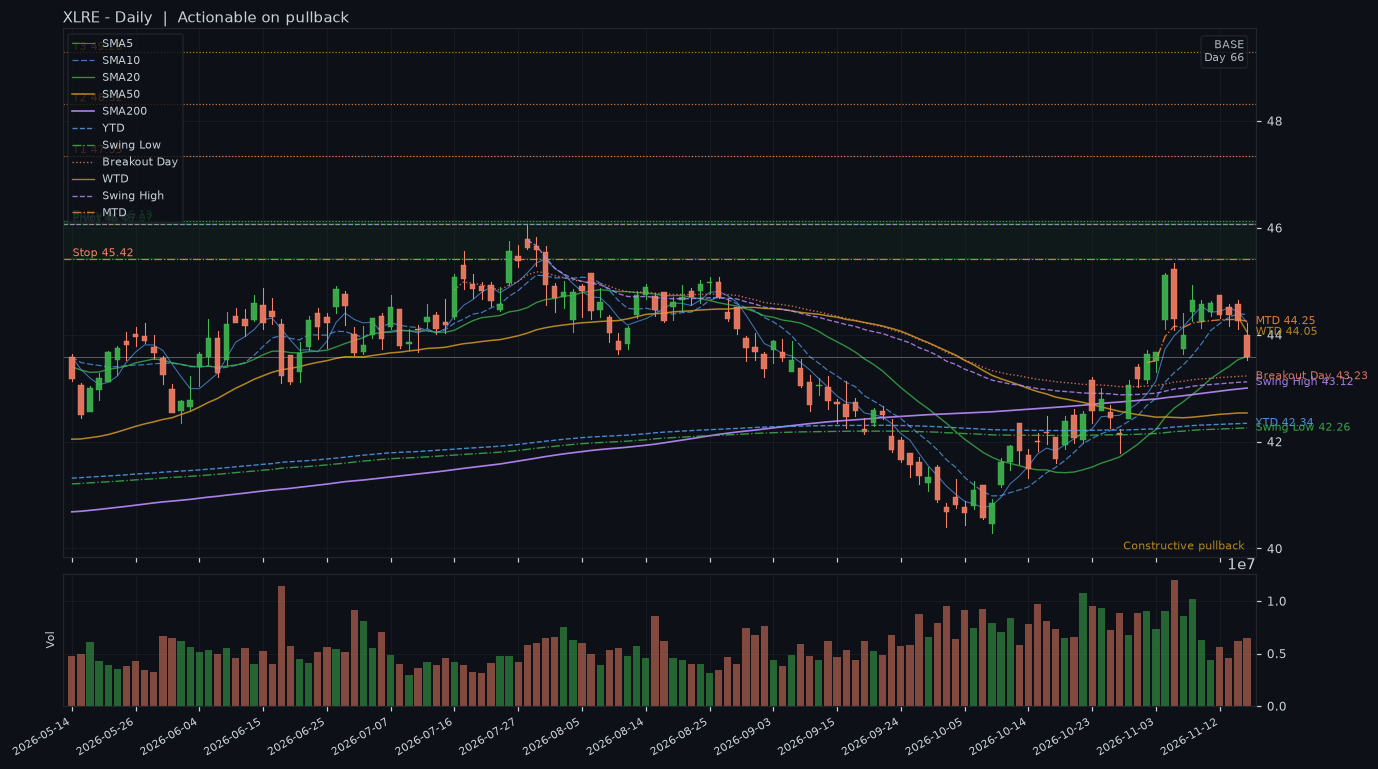 XLRE - Daily | Actionable on pullback
SMA5
SMA10
SMA20
SMA50
SMA200
YTD
Swing Low
Breakout Day
WTD
Swing High
MTD
BASE
Day 66
Stop 45.42
48
46
44
42
40
MTD 44.25
WTD 44.05
Breakout Day 43.23
Swing High 43.12
YTD 42.34
Swing Low 42.26
Constructive pullback
1e7
Vol
1.0
0.5
0.0
2026-05-14
2026-05-26
2026-06-04
2026-06-15
2026-06-25
2026-07-07
2026-07-16
2026-07-27
2026-08-05
2026-08-14
2026-08-25
2026-09-03
2026-09-15
2026-09-24
2026-10-05
2026-10-14
2026-10-23
2026-11-03
2026-11-12